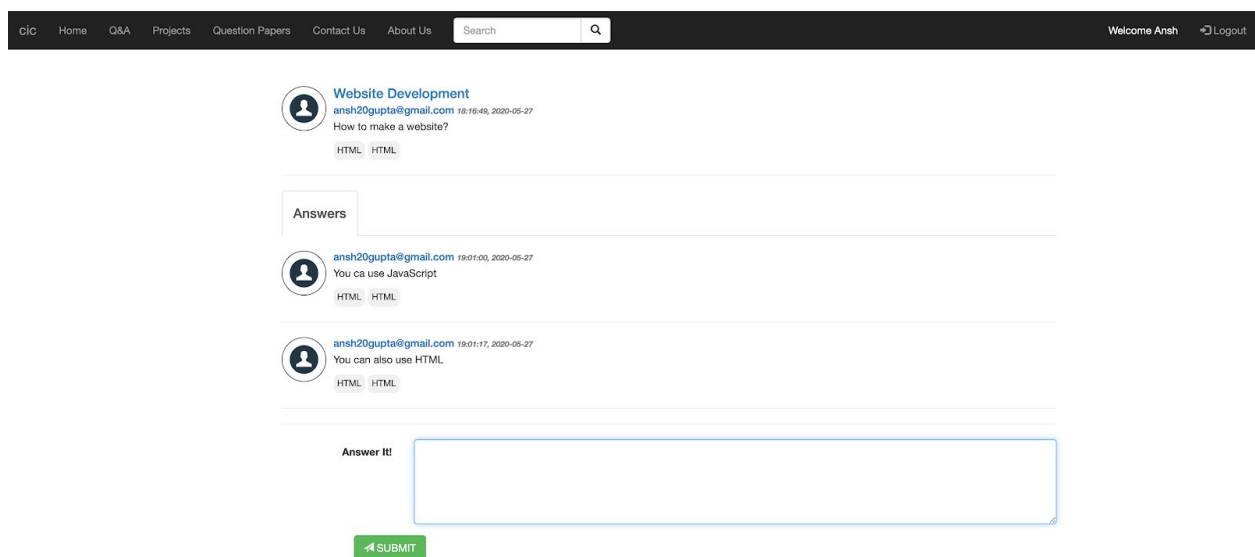 cic Home Q&A Projects Question Papers Contact Us About Us Search Welcome Ansh Logout
Website Development
ansh20gupta@gmail.com 18:16:49, 2020-05-27
How to make a website?
HTML HTML
Answers
ansh20gupta@gmail.com 19:01:00, 2020-05-27
You ca use JavaScript
HTML HTML
ansh20gupta@gmail.com 19:01:17, 2020-05-27
You can also use HTML
HTML HTML
Answer It!
SUBMIT